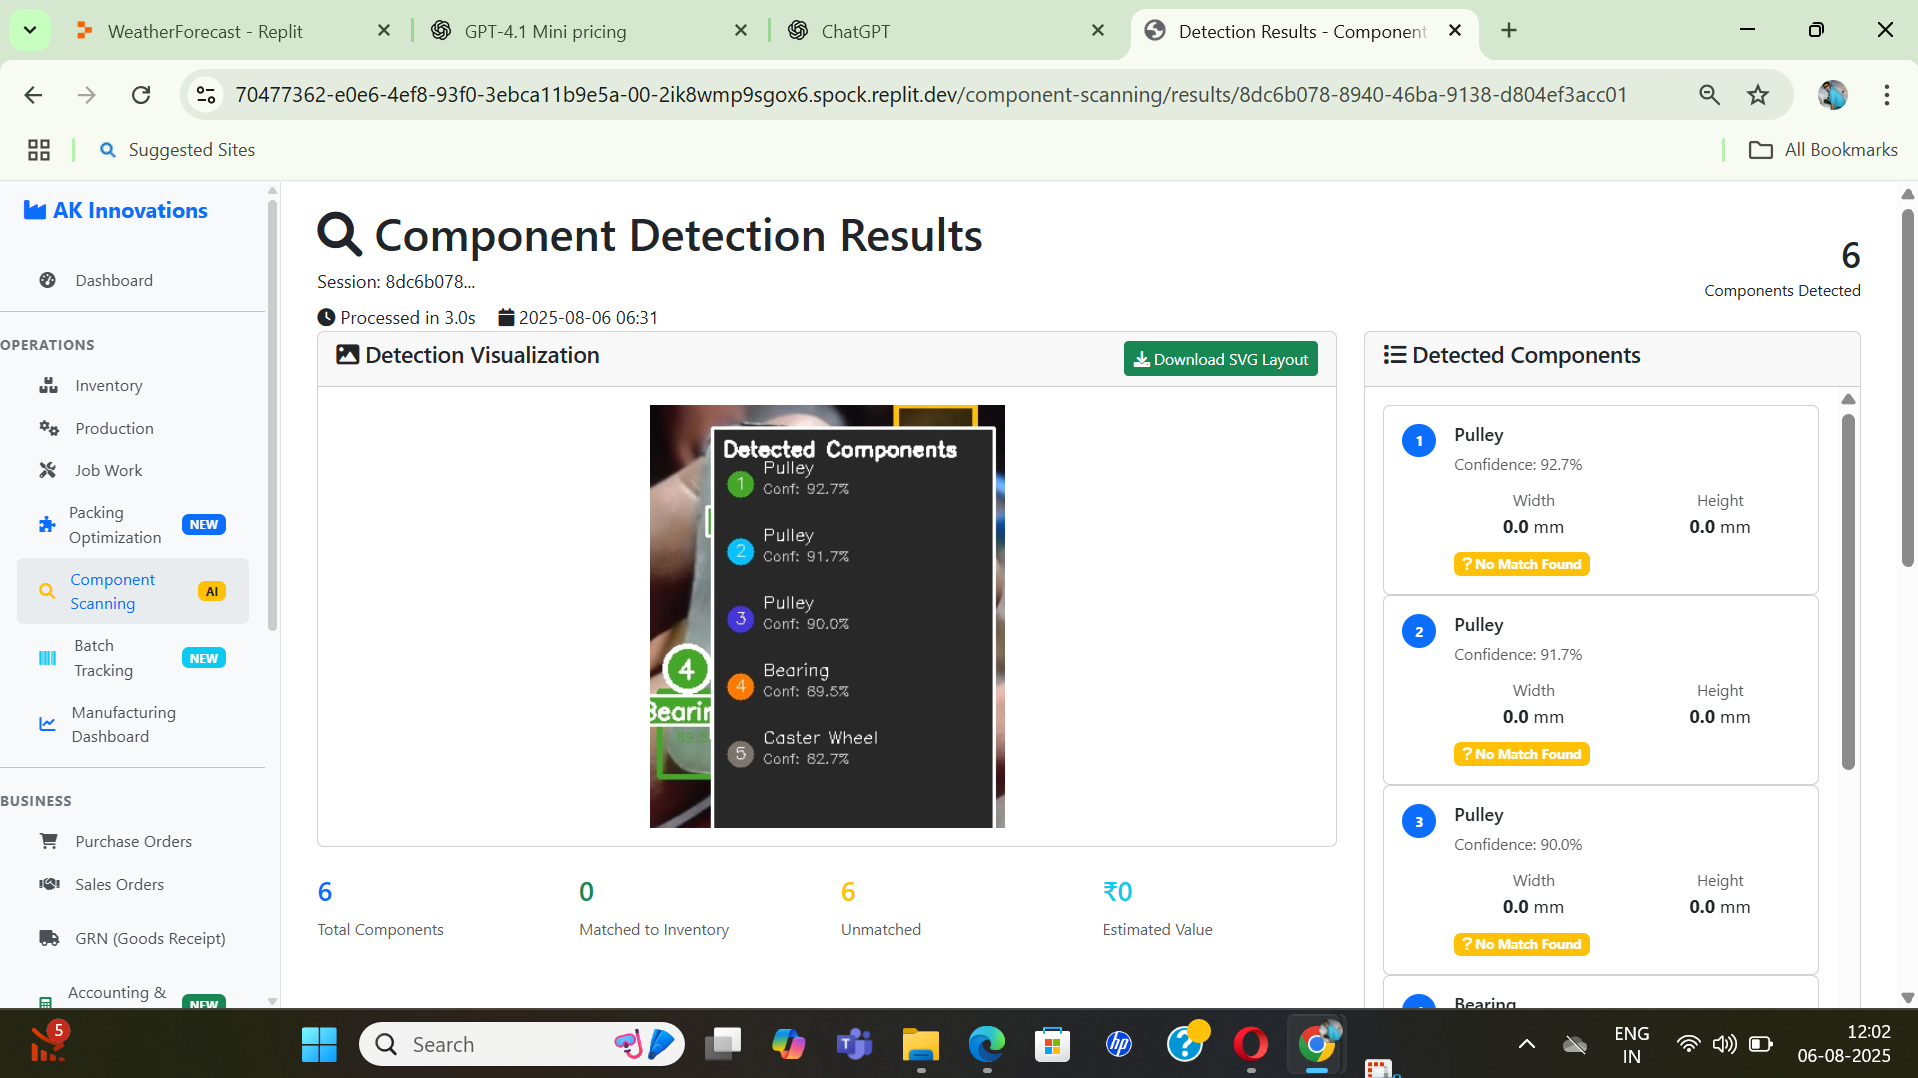 WeatherForecast - Replit
GPT-4.1 Mini pricing
ChatGPT
Detection Results - Component
70477362-e0e6-4ef8-93f0-3ebca11b9e5a-00-2ik8wmp9sgox6.spock.replit.dev/component-scanning/results/8dc6b078-8940-46ba-9138-d804ef3acc01
Suggested Sites
All Bookmarks
AK Innovations
Dashboard
OPERATIONS
Inventory
Production
Job Work
Packing
Optimization
NEW
Component
Scanning
AI
Batch
Tracking
NEW
Manufacturing
Dashboard
BUSINESS
Purchase Orders
Sales Orders
GRN (Goods Receipt)
Accounting &
NEW
Component Detection Results
Session: 8dc6b078...
Processed in 3.0s 2025-08-06 06:31
6
Components Detected
Detection Visualization
Download SVG Layout
Detected Components
1
Pulley
Conf: 92.7%
2
Pulley
Conf: 91.7%
3
Pulley
Conf: 90.0%
4
Bearing
Conf: 89.5%
5
Caster Wheel
Conf: 82.7%
4
Bearin
89.5
6
Total Components
0
Matched to Inventory
6
Unmatched
₹0
Estimated Value
Detected Components
1
Pulley
Confidence: 92.7%
Width Height
0.0 mm 0.0 mm
? No Match Found
2
Pulley
Confidence: 91.7%
Width Height
0.0 mm 0.0 mm
? No Match Found
3
Pulley
Confidence: 90.0%
Width Height
0.0 mm 0.0 mm
? No Match Found
Bearing
5
Search
hp
ENG
IN
12:02
06-08-2025